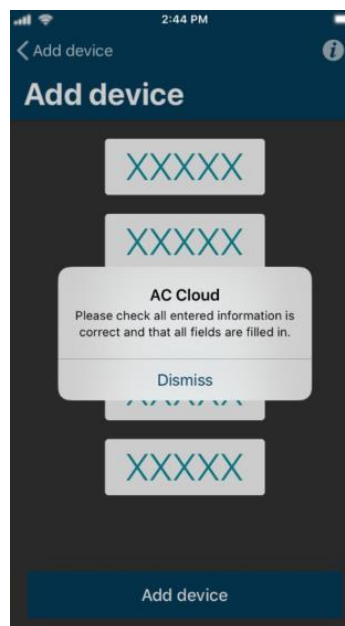 2:44 PM
Add device
Add device
XXXXX
XXXXX
AC Cloud
Please check all entered information is
correct and that all fields are filled in.
Dismiss
XXXXX
XXXXX
Add device